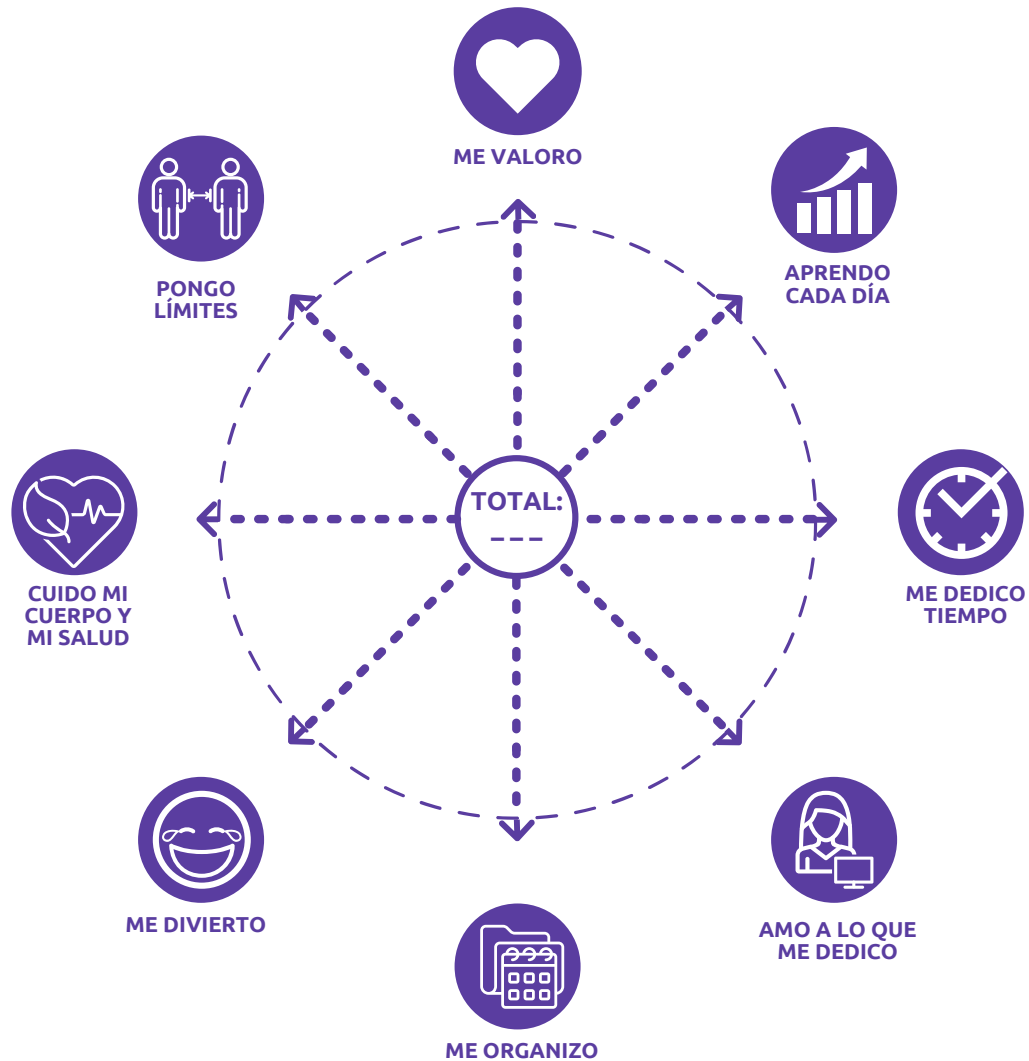 ME VALORO
APRENDO
CADA DÍA
ME DEDICO
TIEMPO
AMO A LO QUE
ME DEDICO
ME ORGANIZO
ME DIVIERTO
CUIDO MI
CUERPO Y
MI SALUD
PONGO
LÍMITES
TOTAL:
___